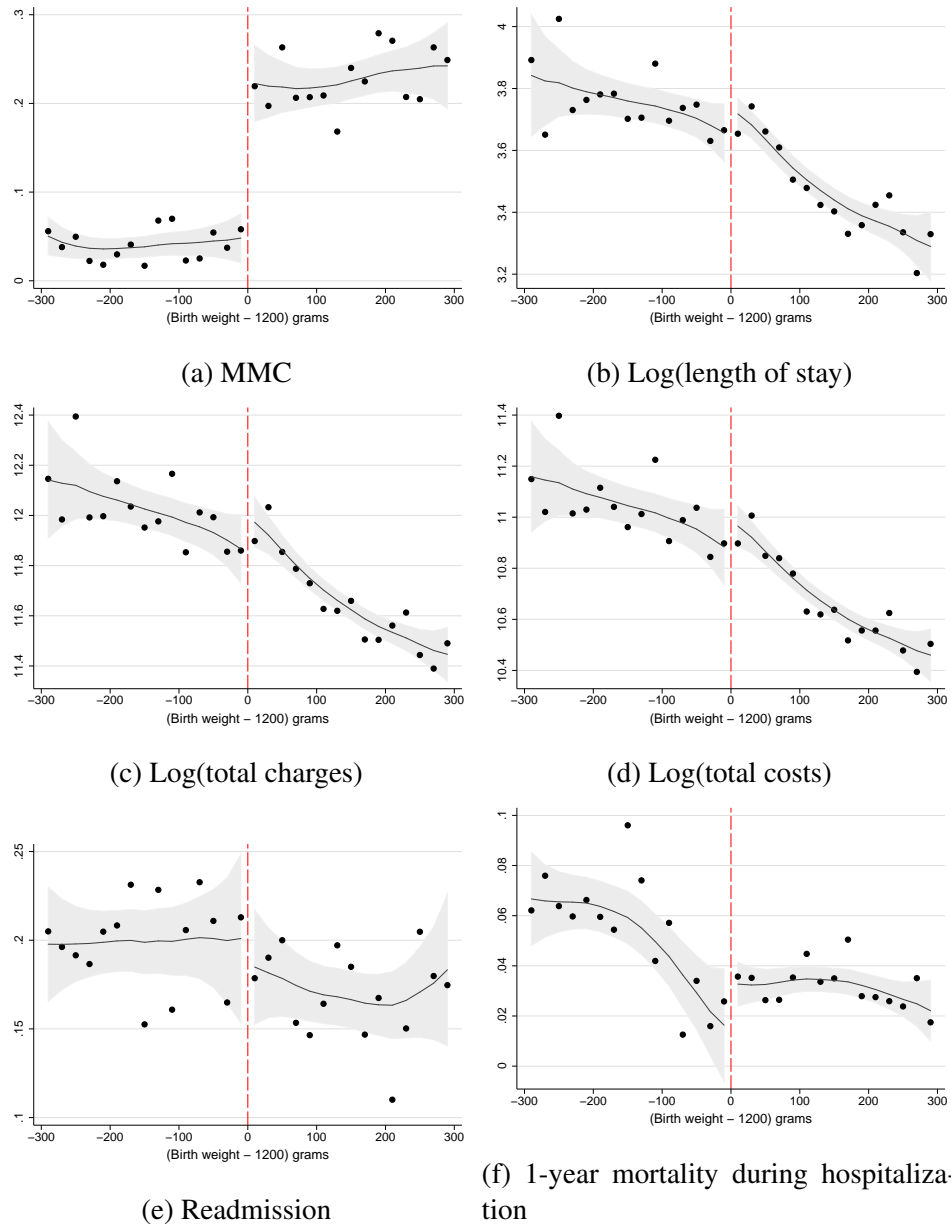 .3
.2
.1
0
−300 −200 −100 0 100 200 300
(Birth weight − 1200) grams
(a) MMC
4
3.8
3.6
3.4
3.2
−300 −200 −100 0 100 200 300
(Birth weight − 1200) grams
(b) Log(length of stay)
12.4
12.2
12
11.8
11.6
11.4
−300 −200 −100 0 100 200 300
(Birth weight − 1200) grams
(c) Log(total charges)
11.4
11.2
11
10.8
10.6
10.4
−300 −200 −100 0 100 200 300
(Birth weight − 1200) grams
(d) Log(total costs)
25
.2
.15
.1
−300 −200 −100 0 100 200 300
(Birth weight − 1200) grams
(e) Readmission
.1
.08
.06
.04
.02
0
−300 −200 −100 0 100 200 300
(Birth weight − 1200) grams
(f) 1-year mortality during hospitaliza-
tion